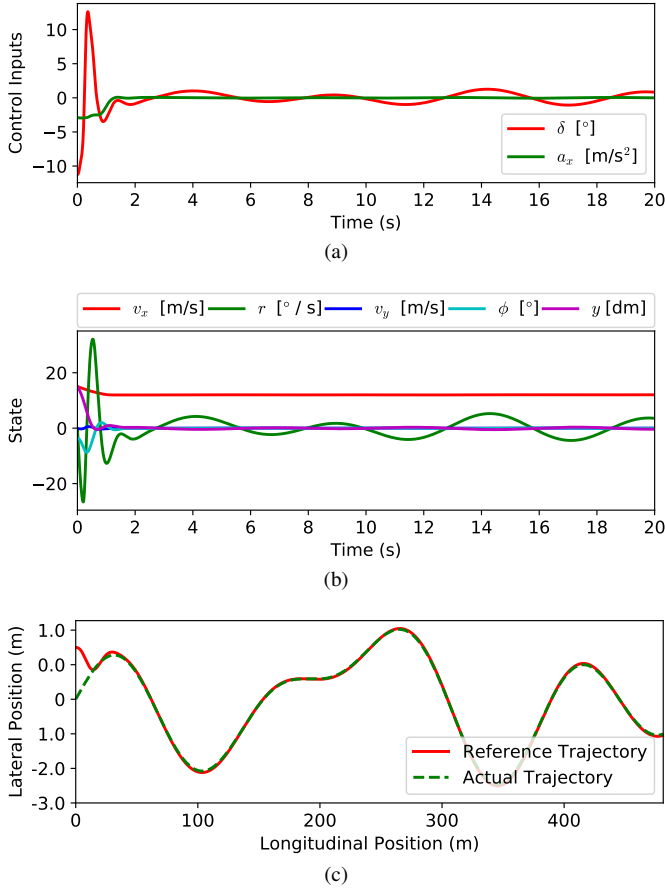 10
5
0
−5
−10
Control Inputs
δ [°]
a_x [m/s²]
0 2 4 6 8 10 12 14 16 18 20
Time (s)
(a)
v_x [m/s] r [° / s] v_y [m/s] ϕ [°] y [dm]
20
0
−20
State
0 2 4 6 8 10 12 14 16 18 20
Time (s)
(b)
1.0
0.0
0
-1.0
-2.0
-3.0
Lateral Position (m)
Reference Trajectory
Actual Trajectory
0 100 200 300 400
Longitudinal Position (m)
(c)